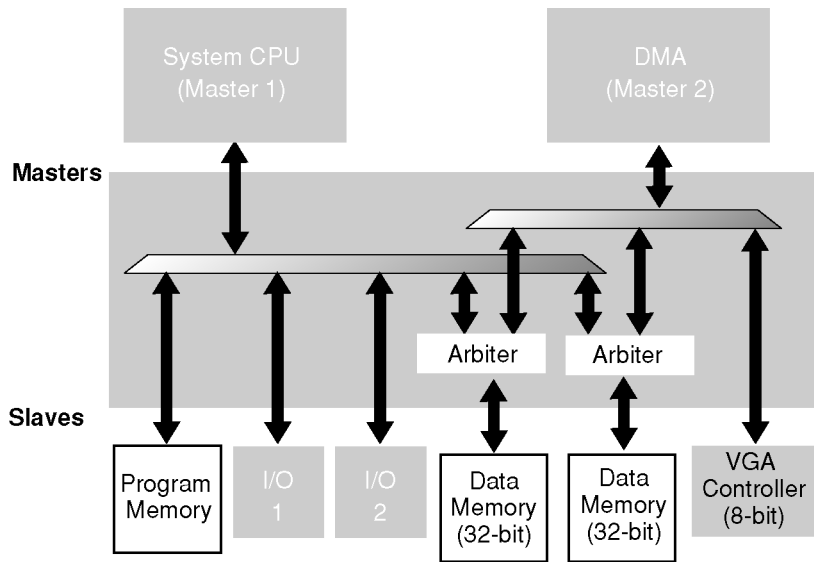 System CPU
(Master 1)
DMA
(Master 2)
Masters
Arbiter
Arbiter
Slaves
Program
Memory
I/O
1
I/O
2
Data
Memory
(32-bit)
Data
Memory
(32-bit)
VGA
Controller
(8-bit)